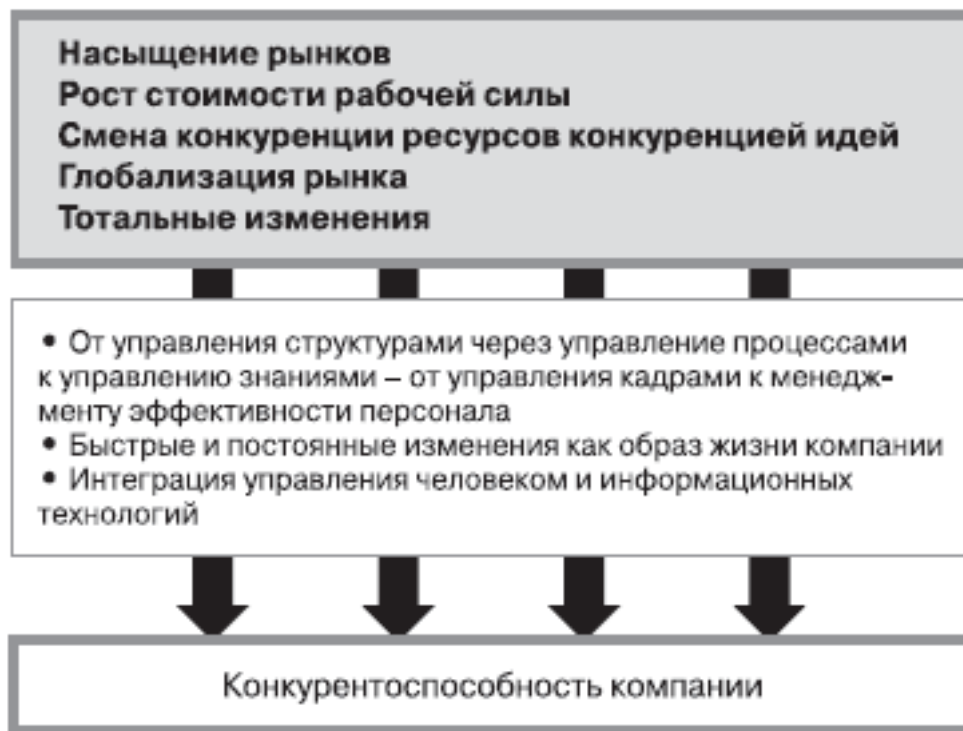 Насыщение рынков
Рост стоимости рабочей силы
Смена конкуренции ресурсов конкуренцией идей
Глобализация рынка
Тотальные изменения
• От управления структурами через управление процессами
к управлению знаниями – от управления кадрами к менедж-
менту эффективности персонала
• Быстрые и постоянные изменения как образ жизни компании
• Интеграция управления человеком и информационных
технологий
Конкурентоспособность компании